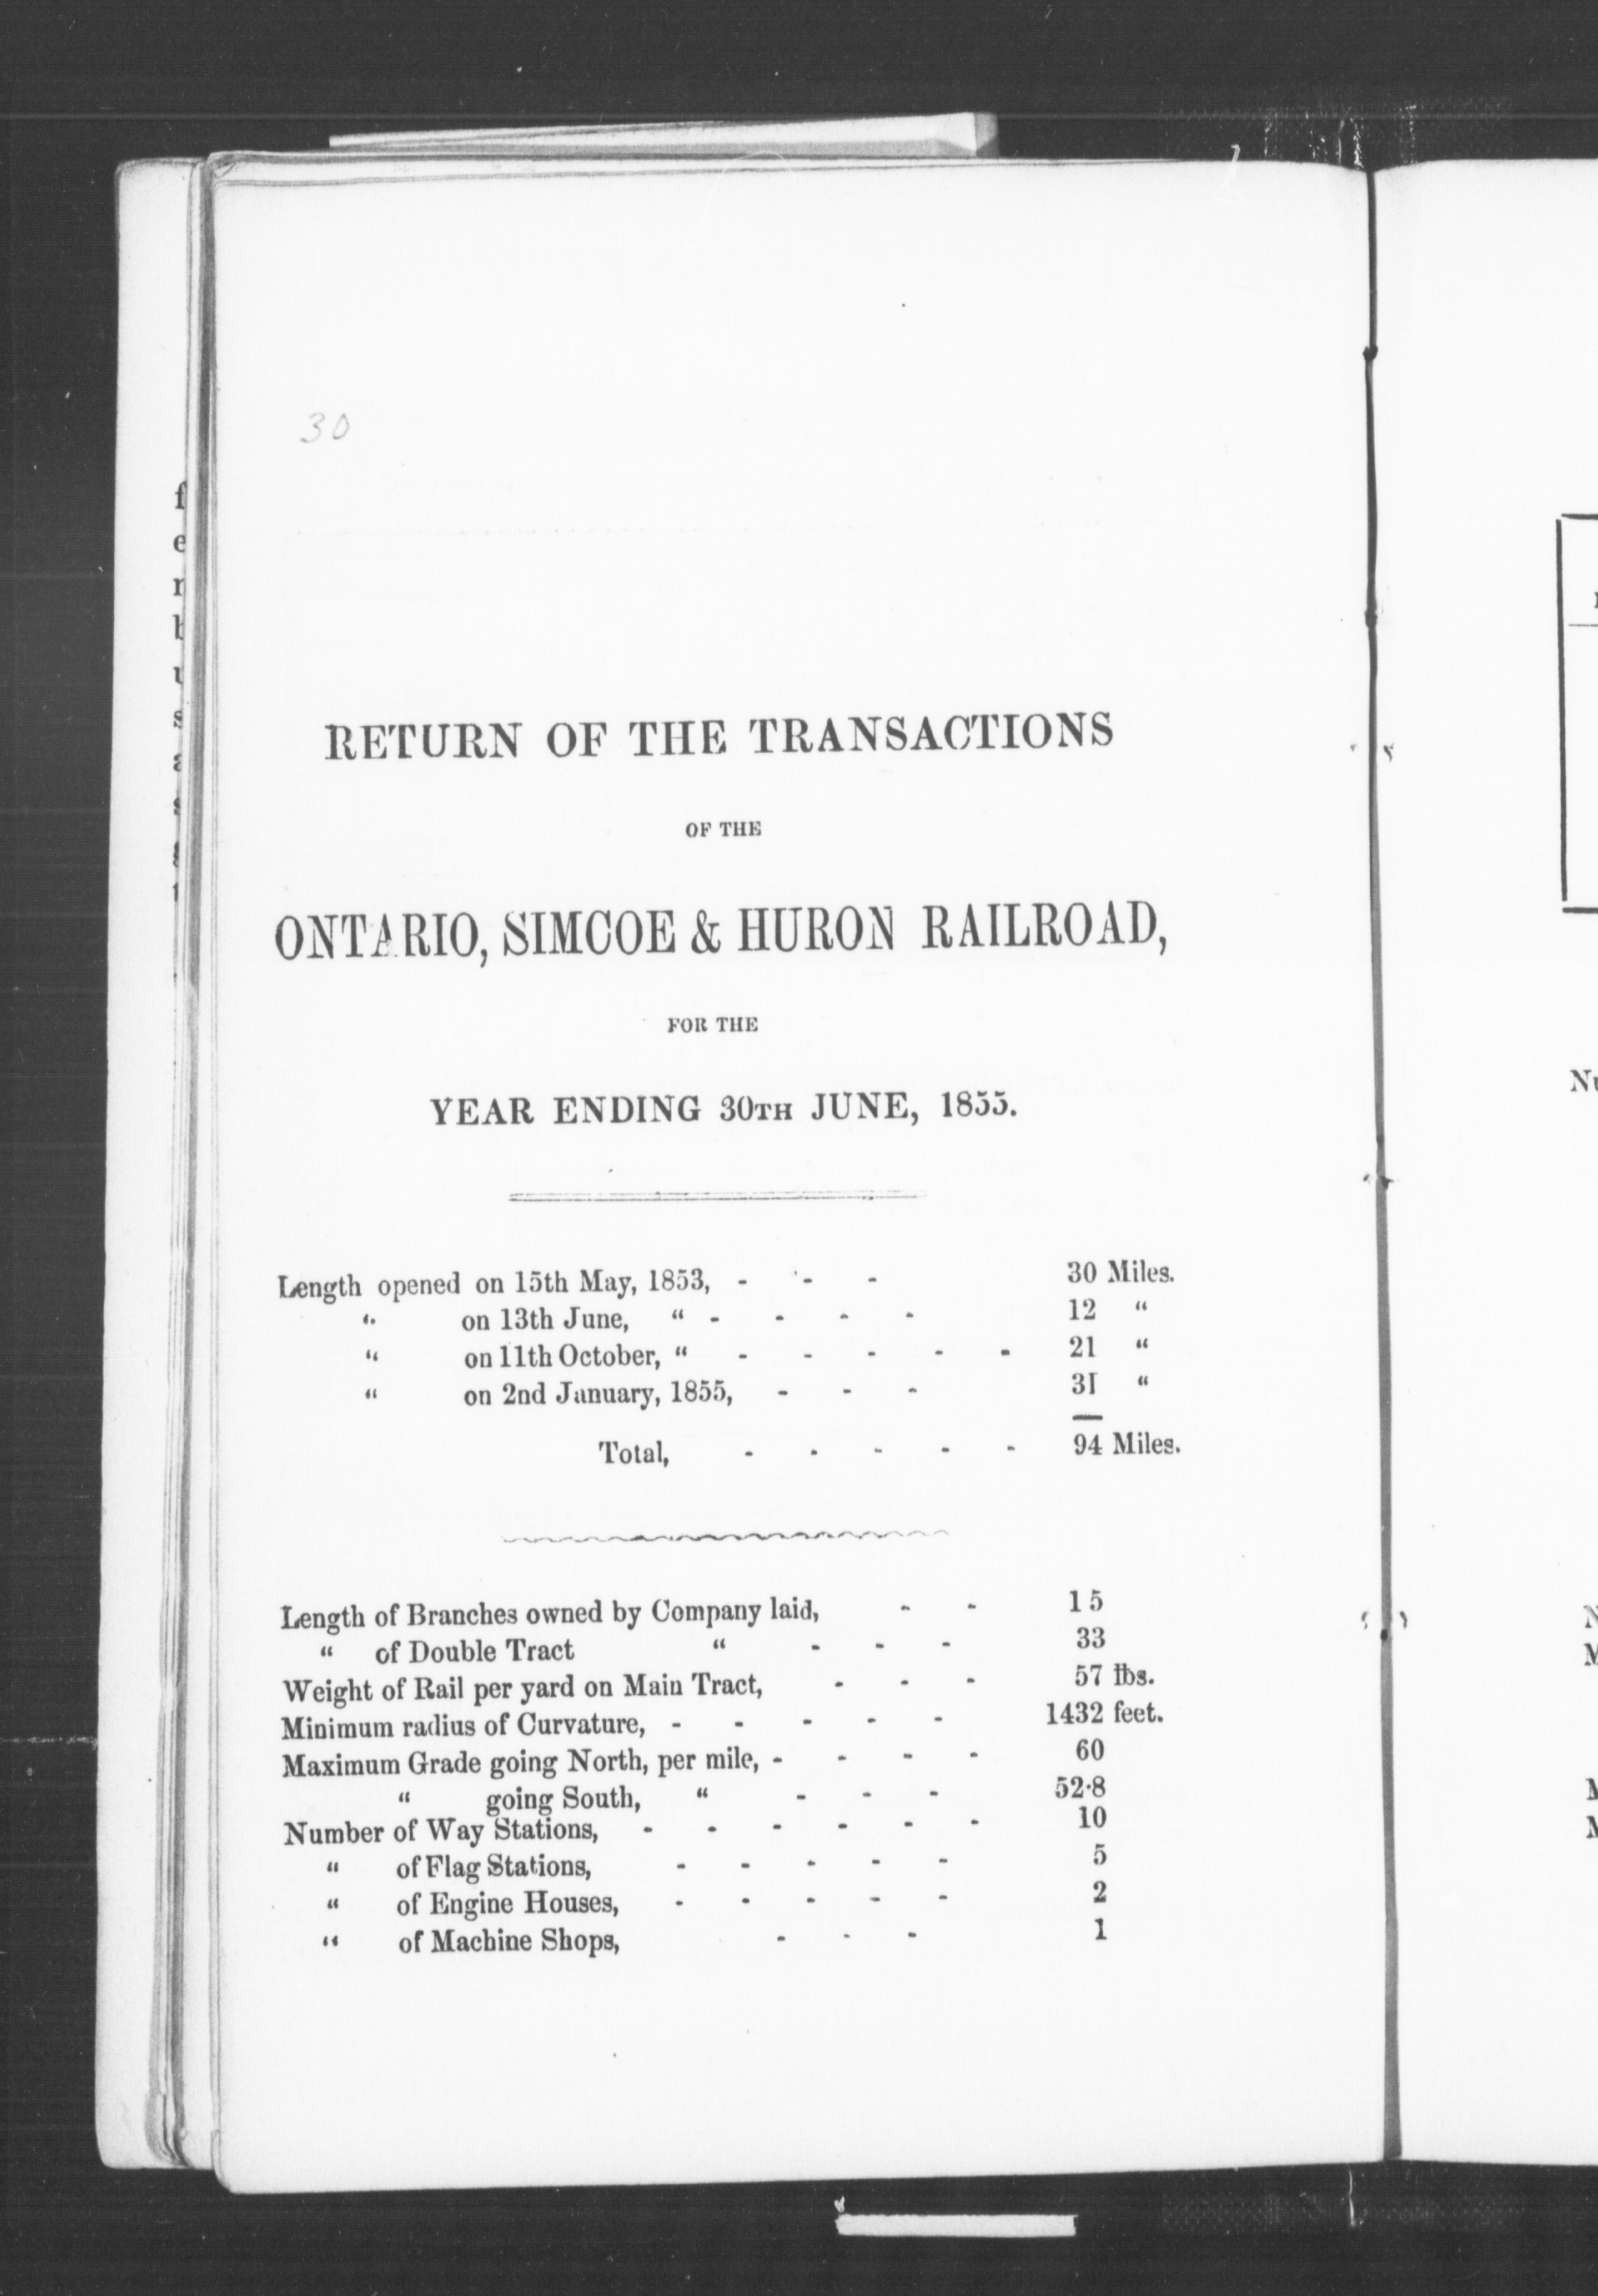 30
RETURN OF THE TRANSACTIONS
OF THE
ONTARIO, SIMCOE & HURON RAILROAD,
FOR THE
YEAR ENDING 30TH JUNE, 1855.
Length opened on 15th May, 1853, - - - 30 Miles.
“ on 13th June, “ - - - - 12 “
“ on 11th October, “ - - - - - 21 “
“ on 2nd January, 1855, - - - 31 “
Total, - - - - - 94 Miles.
Length of Branches owned by Company laid, - - 15
“ of Double Tract “ - - - 33
Weight of Rail per yard on Main Tract, - - - 57 lbs.
Minimum radius of Curvature, - - - - - 1432 feet.
Maximum Grade going North, per mile, - - - - 60
“ going South, “ - - - 52·8
Number of Way Stations, - - - - - - 10
“ of Flag Stations, - - - - - 5
“ of Engine Houses, - - - - - 2
“ of Machine Shops, - - - 1